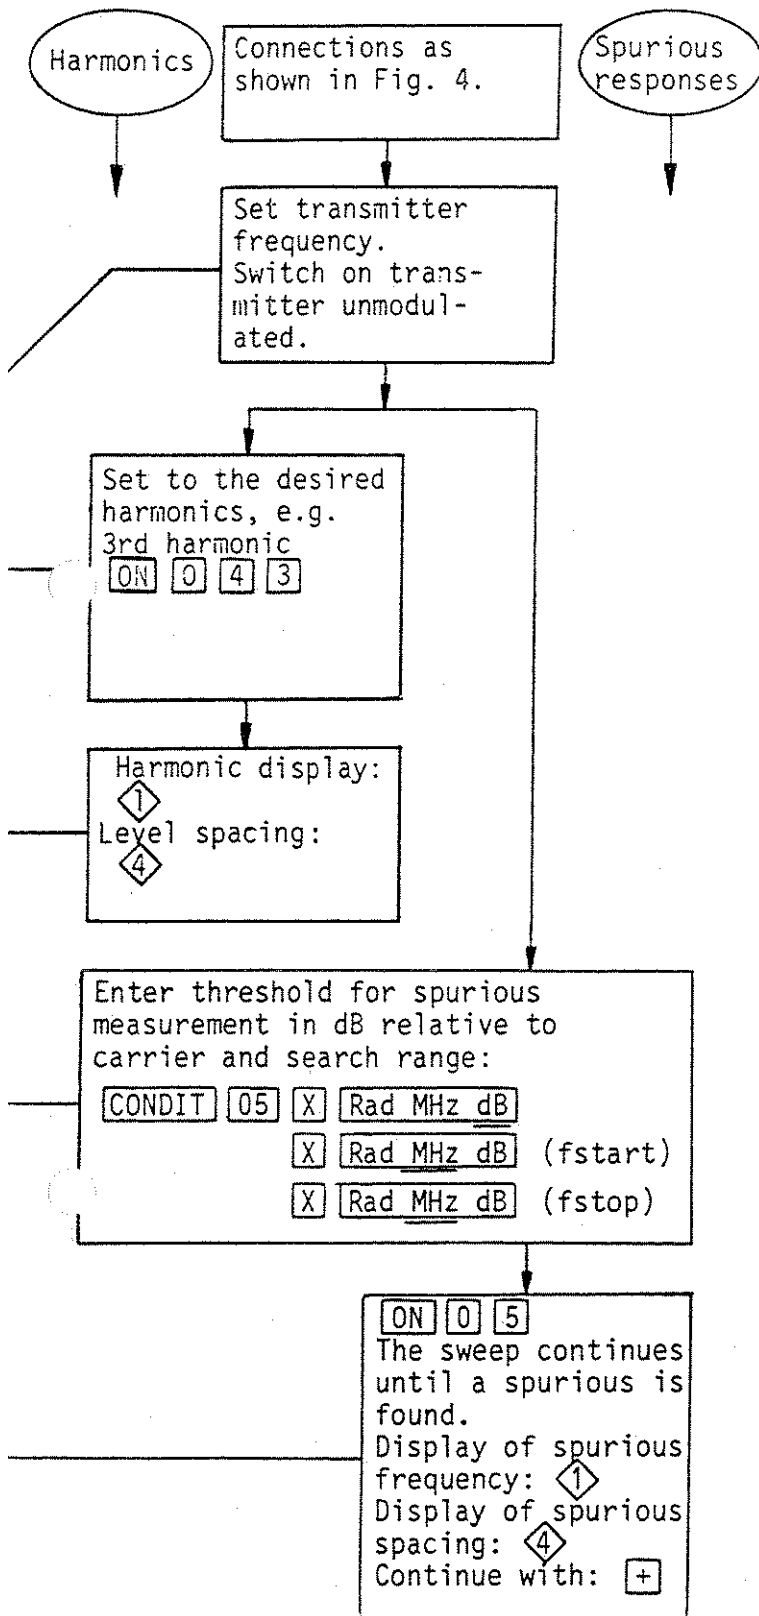 Harmonics
Connections as
shown in Fig. 4.
Spurious
responses
Set transmitter
frequency.
Switch on trans-
mitter unmodul-
ated.
Set to the desired
harmonics, e.g.
3rd harmonic
ON 0 4 3
Harmonic display:
1
Level spacing:
4
Enter threshold for spurious
measurement in dB relative to
carrier and search range:
CONDIT 05 X Rad MHz dB
X Rad MHz dB (fstart)
X Rad MHz dB (fstop)
ON 0 5
The sweep continues
until a spurious is
found.
Display of spurious
frequency: 1
Display of spurious
spacing: 4
Continue with: +